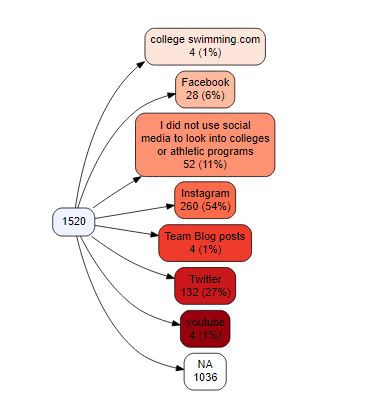 college swimming.com
4 (1%)
Facebook
28 (6%)
I did not use social
media to look into colleges
or athletic programs
52 (11%)
1520
Instagram
260 (54%)
Team Blog posts
4 (1%)
Twitter
132 (27%)
youtube
4 (1%)
NA
1036